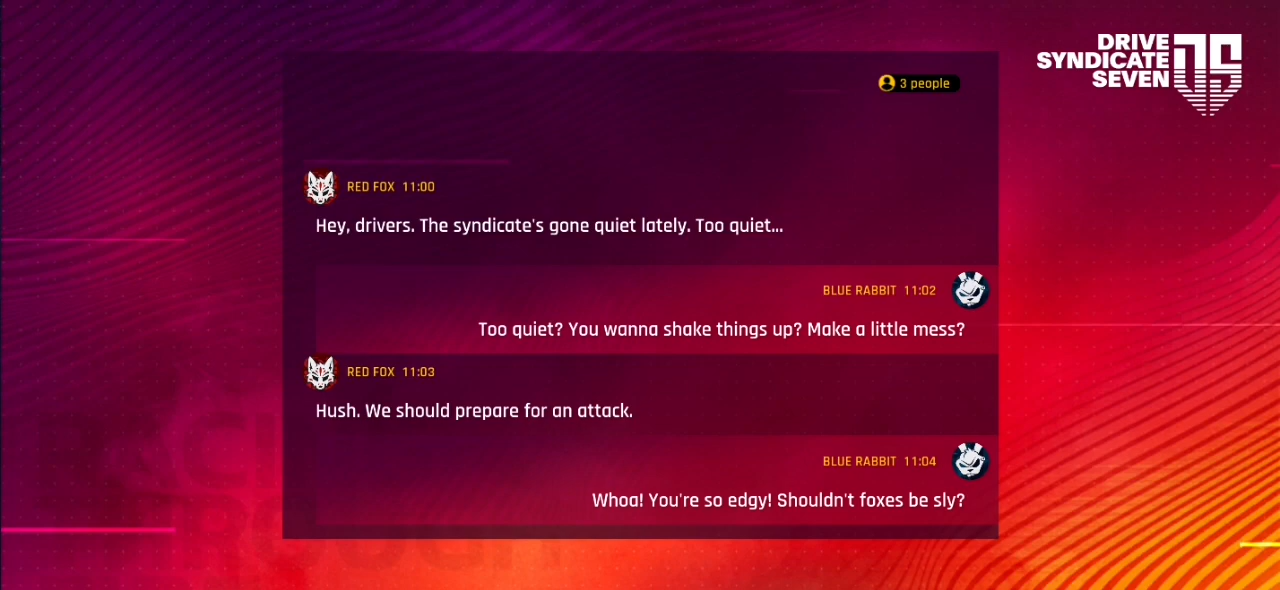 DRIVE
SYNDICATE
SEVEN
DS
3 people
RED FOX 11:00
Hey, drivers. The syndicate's gone quiet lately. Too quiet...
BLUE RABBIT 11:02
Too quiet? You wanna shake things up? Make a little mess?
RED FOX 11:03
Hush. We should prepare for an attack.
BLUE RABBIT 11:04
Whoa! You're so edgy! Shouldn't foxes be sly?